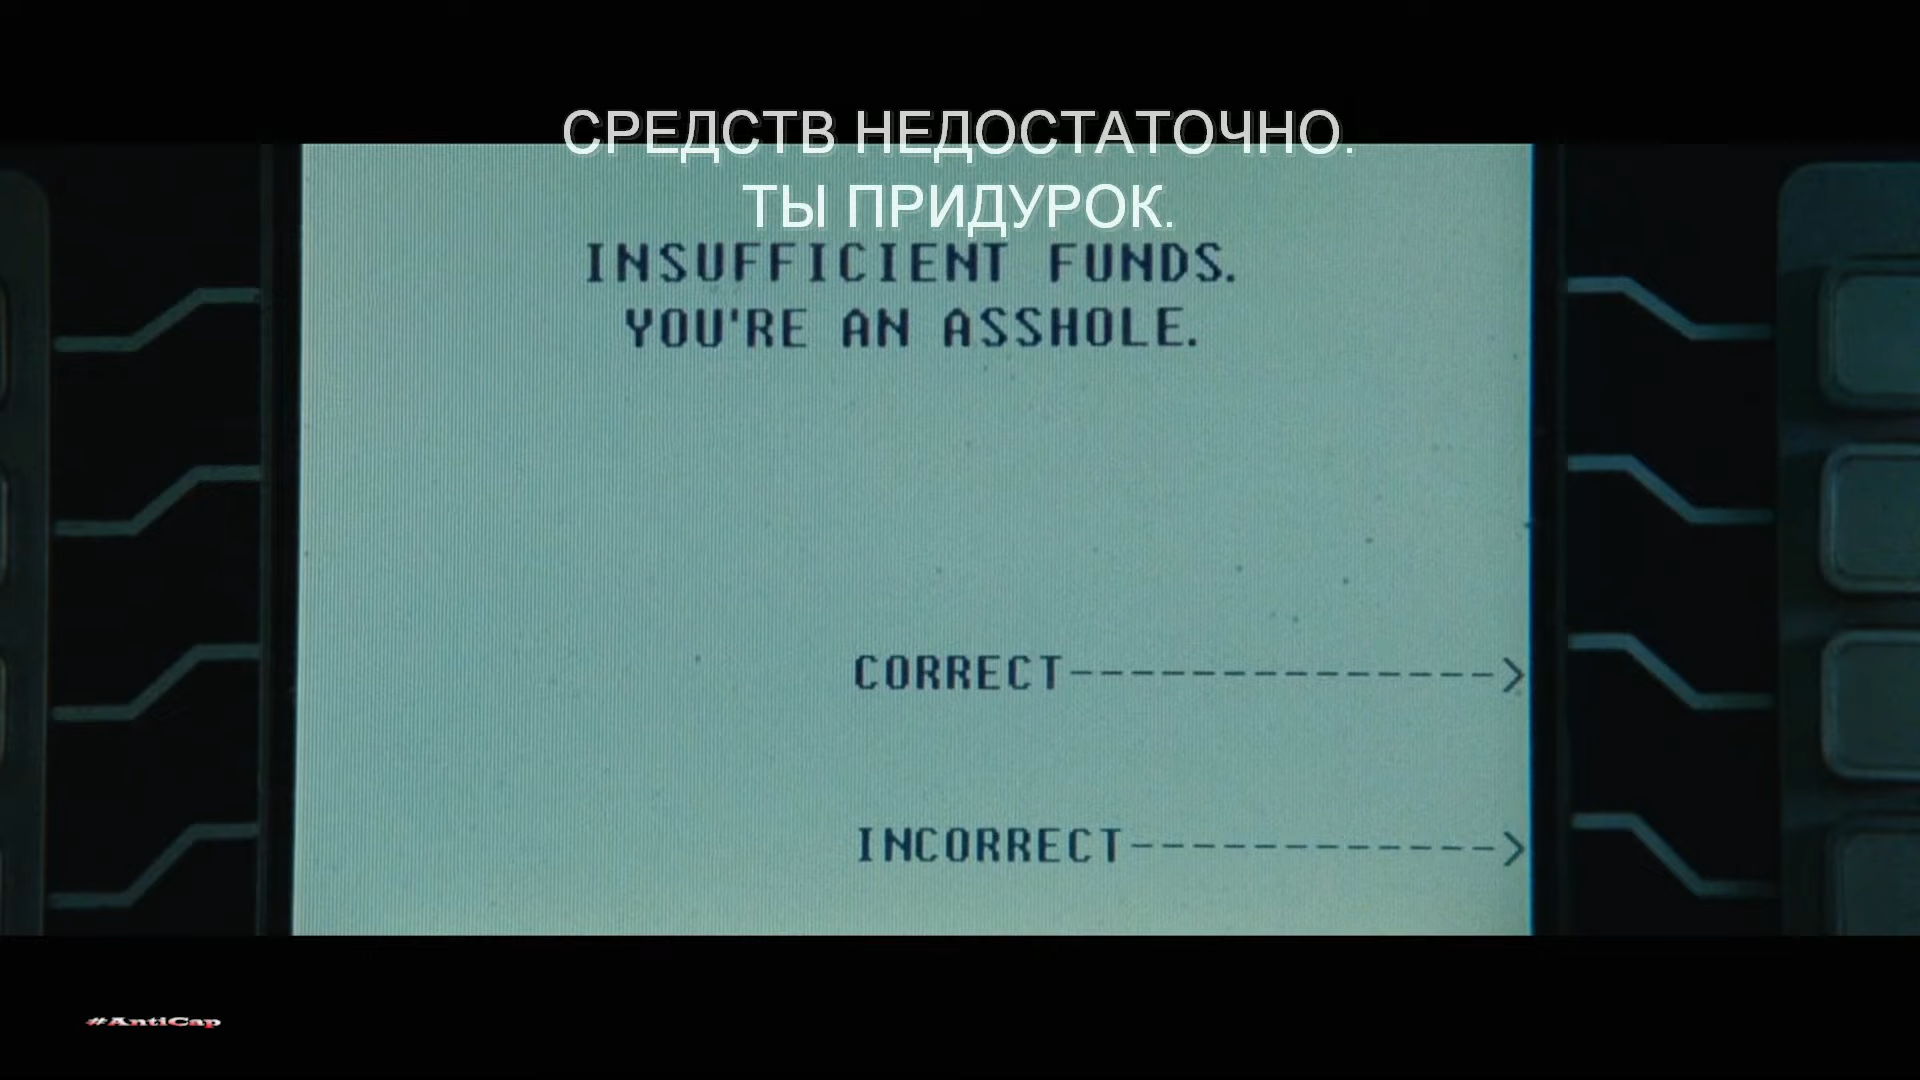 СРЕДСТВ НЕДОСТАТОЧНО.
ТЫ ПРИДУРОК.
INSUFFICIENT FUNDS.
YOU'RE AN ASSHOLE.
CORRECT-------------->
INCORRECT------------>
#AntiCap